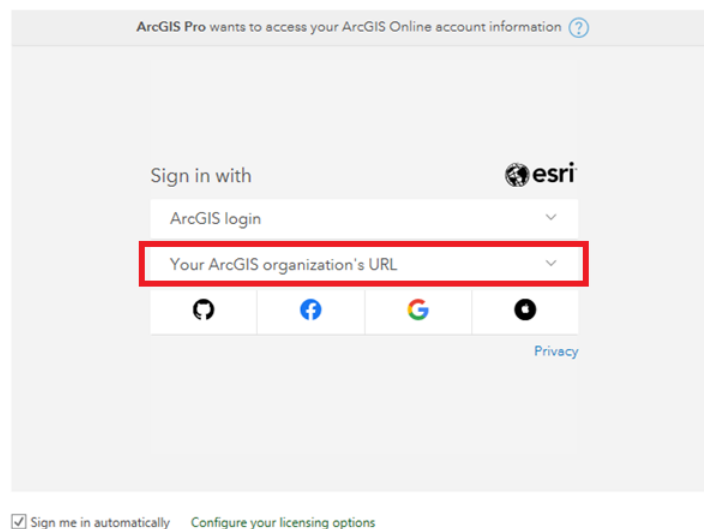 ArcGIS Pro wants to access your ArcGIS Online account information ?
Sign in with esri
ArcGIS login
Your ArcGIS organization's URL
Privacy
Sign me in automatically Configure your licensing options